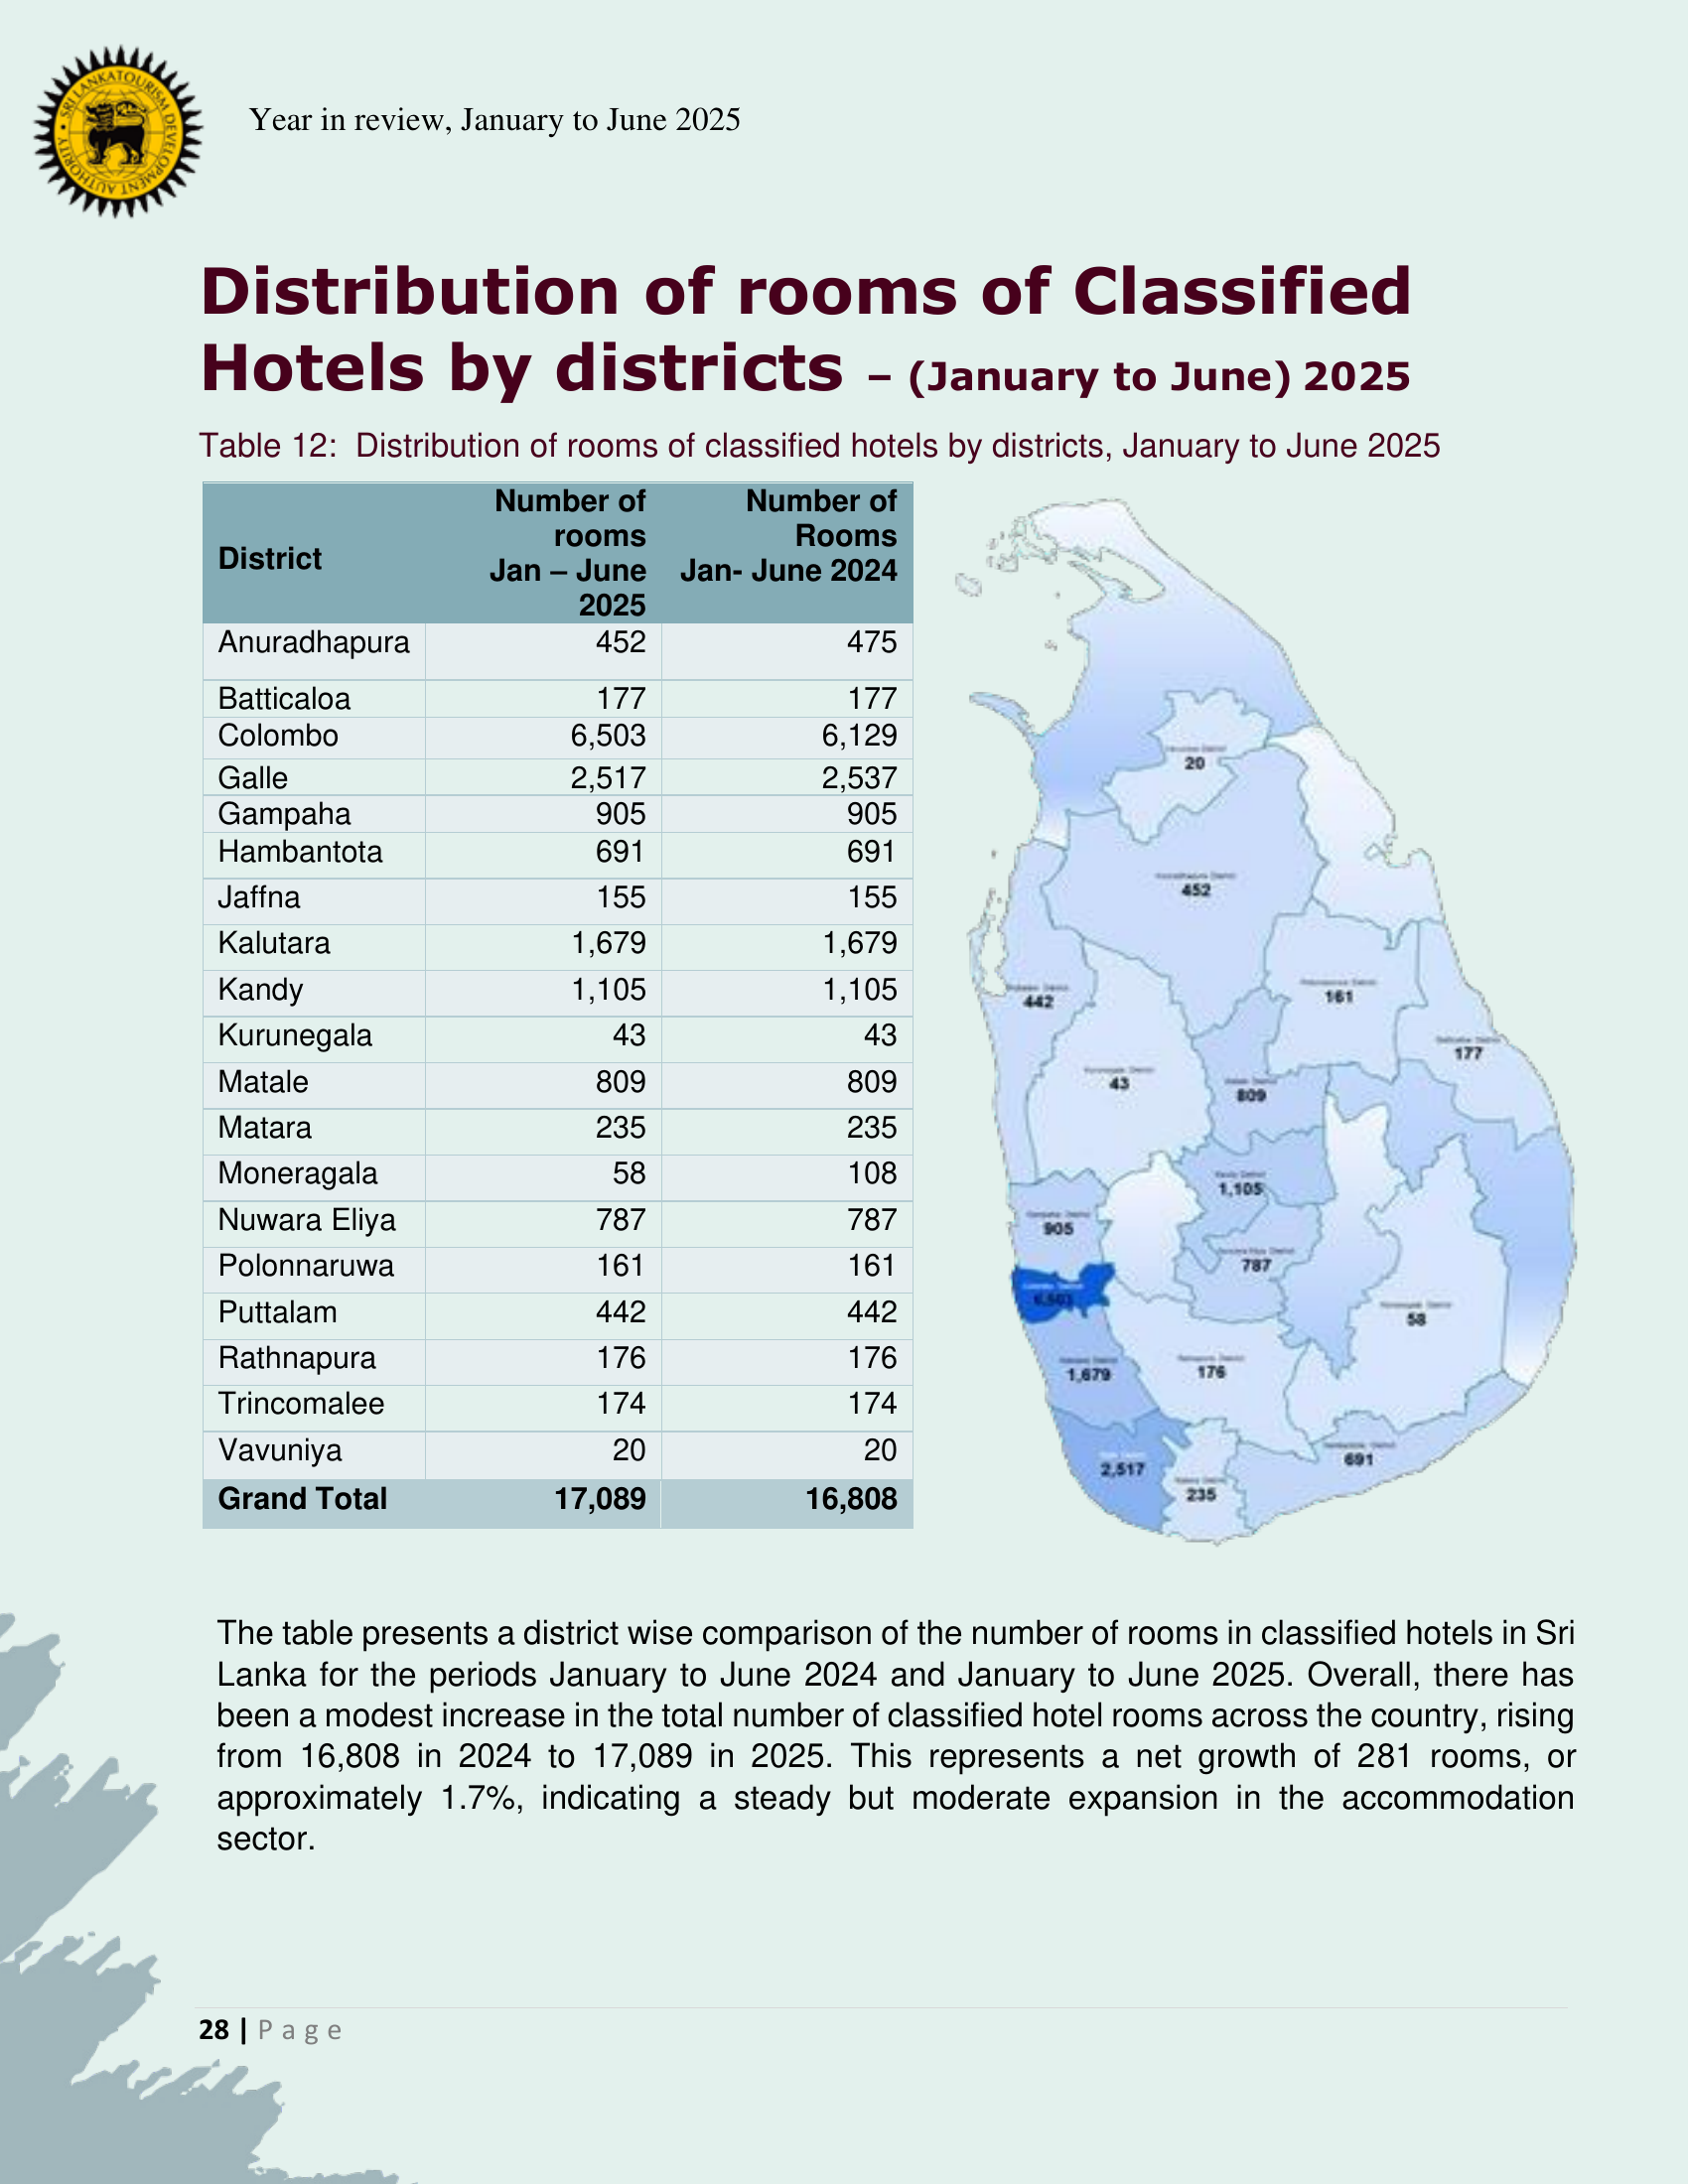 SRI LANKA TOURISM DEVELOPMENT AUTHORITY
Year in review, January to June 2025
Distribution of rooms of Classified
Hotels by districts – (January to June) 2025
Table 12: Distribution of rooms of classified hotels by districts, January to June 2025
District Number of rooms Jan – June 2025 Number of Rooms Jan- June 2024
Anuradhapura 452 475
Batticaloa 177 177
Colombo 6,503 6,129
Galle 2,517 2,537
Gampaha 905 905
Hambantota 691 691
Jaffna 155 155
Kalutara 1,679 1,679
Kandy 1,105 1,105
Kurunegala 43 43
Matale 809 809
Matara 235 235
Moneragala 58 108
Nuwara Eliya 787 787
Polonnaruwa 161 161
Puttalam 442 442
Rathnapura 176 176
Trincomalee 174 174
Vavuniya 20 20
Grand Total 17,089 16,808
20
452
442
161
177
43
809
1,105
905
787
58
1,679
176
691
2,517
235
The table presents a district wise comparison of the number of rooms in classified hotels in Sri
Lanka for the periods January to June 2024 and January to June 2025. Overall, there has
been a modest increase in the total number of classified hotel rooms across the country, rising
from 16,808 in 2024 to 17,089 in 2025. This represents a net growth of 281 rooms, or
approximately 1.7%, indicating a steady but moderate expansion in the accommodation
sector.
28 | Page